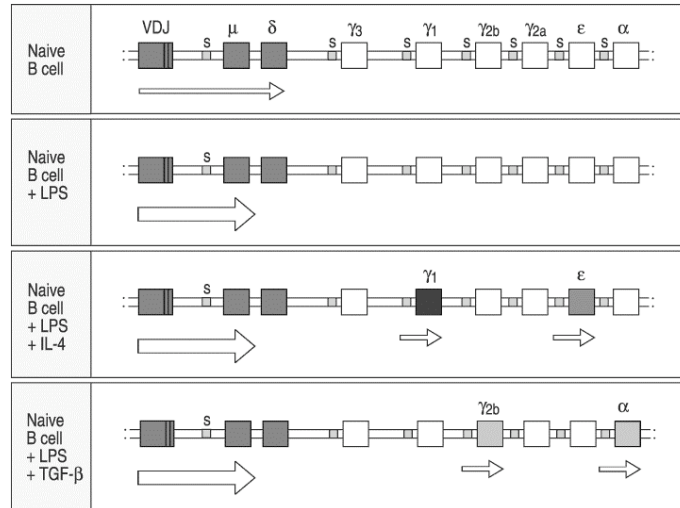 Naive
B cell
VDJ S μ δ S γ3 S γ1 S γ2b S γ2a S ε S α
Naive
B cell
+ LPS
S
Naive
B cell
+ LPS
+ IL-4
S γ1 ε
Naive
B cell
+ LPS
+ TGF-β
S γ2b α